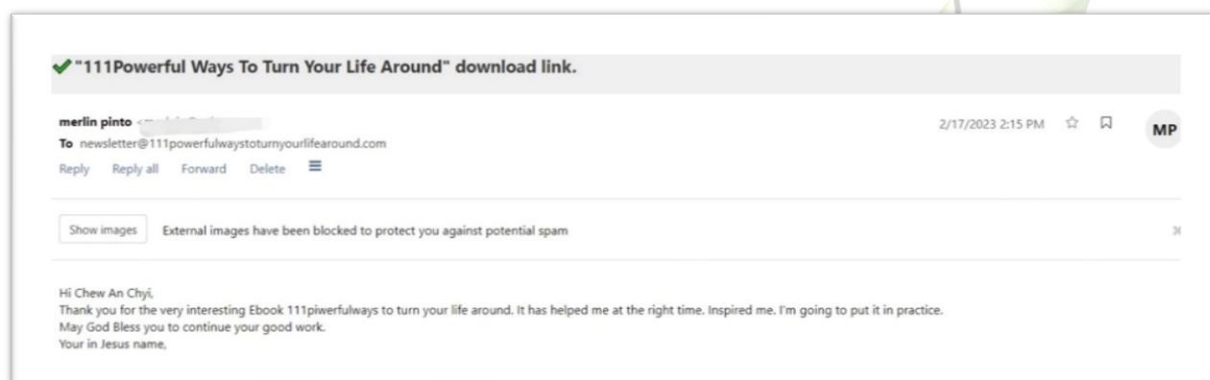 "111Powerful Ways To Turn Your Life Around" download link.
merlin pinto
2/17/2023 2:15 PM
MP
To newsletter@111powerfulwaystoturnyourlifearound.com
Reply Reply all Forward Delete
Show images External images have been blocked to protect you against potential spam
Hi Chew An Chyi,
Thank you for the very interesting Ebook 111piwerfulways to turn your life around. It has helped me at the right time. Inspired me. I'm going to put it in practice.
May God Bless you to continue your good work.
Your in Jesus name,